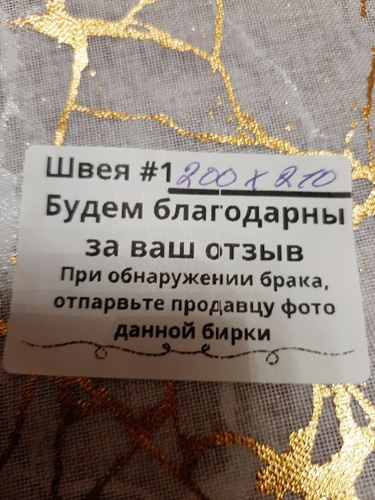 Швея #1 200 х 210
Будем благодарны
за ваш отзыв
При обнаружении брака,
отпарвьте продавцу фото
данной бирки